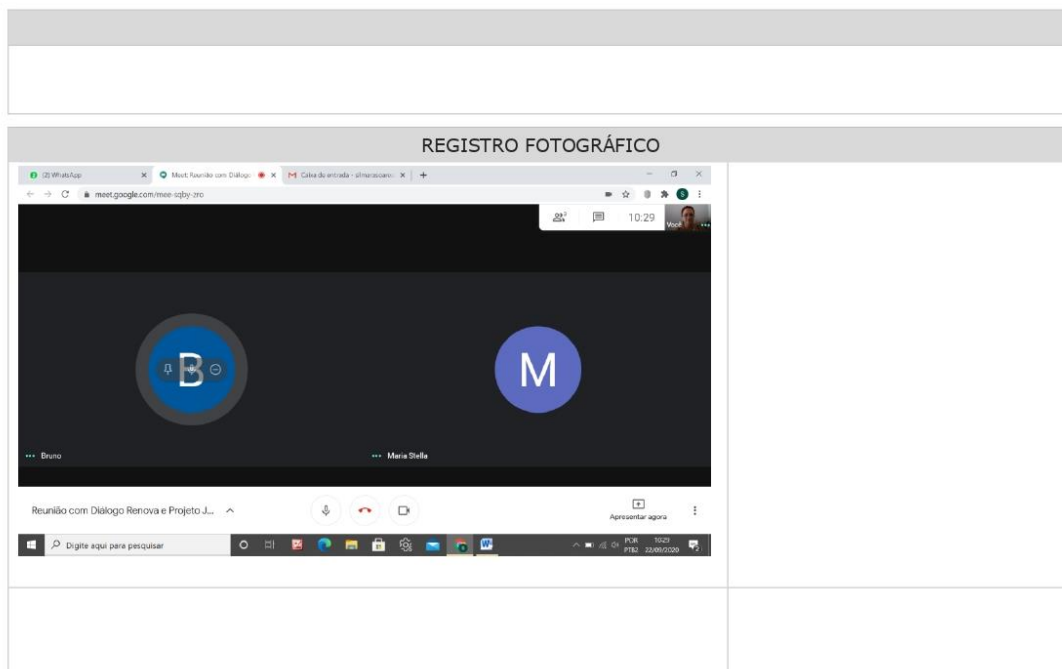 REGISTRO FOTOGRÁFICO
(2) WhatsApp
Meet: Reunião com Diálogo
Caixa de entrada -
meet.google.com/mee-sqby-zro
S
3
10:29
Você
B
M
Bruno
Maria Stella
Reunião com Diálogo Renova e Projeto J...
Apresentar agora
Digite aqui para pesquisar
POR 10:29
PTB2 22/09/2020